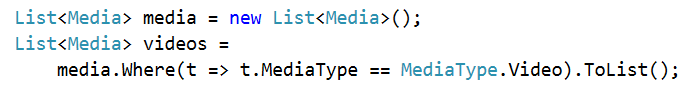 List<Media> media = new List<Media>();
List<Media> videos =
    media.Where(t => t.MediaType == MediaType.Video).ToList();